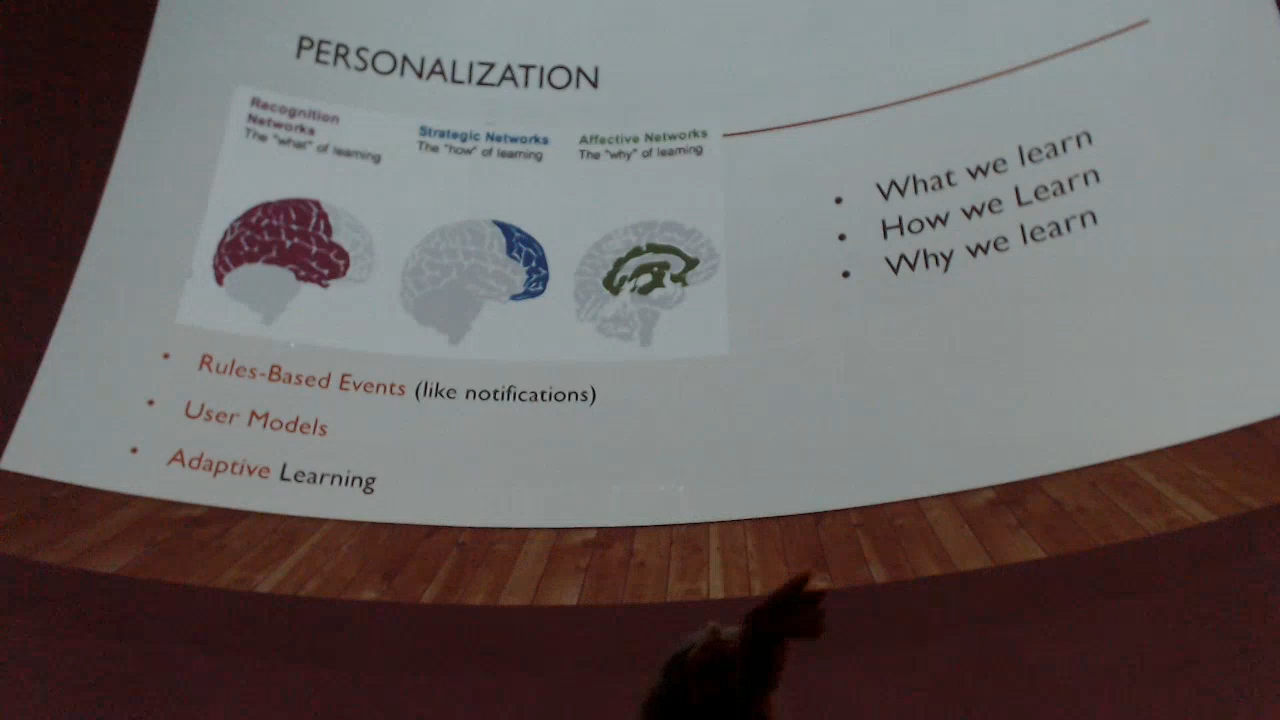 PERSONALIZATION
Recognition
Networks
The "what" of learning
Strategic Networks
The "how" of learning
Affective Networks
The "why" of learning
• What we learn
• How we Learn
• Why we learn
• Rules-Based Events (like notifications)
• User Models
• Adaptive Learning